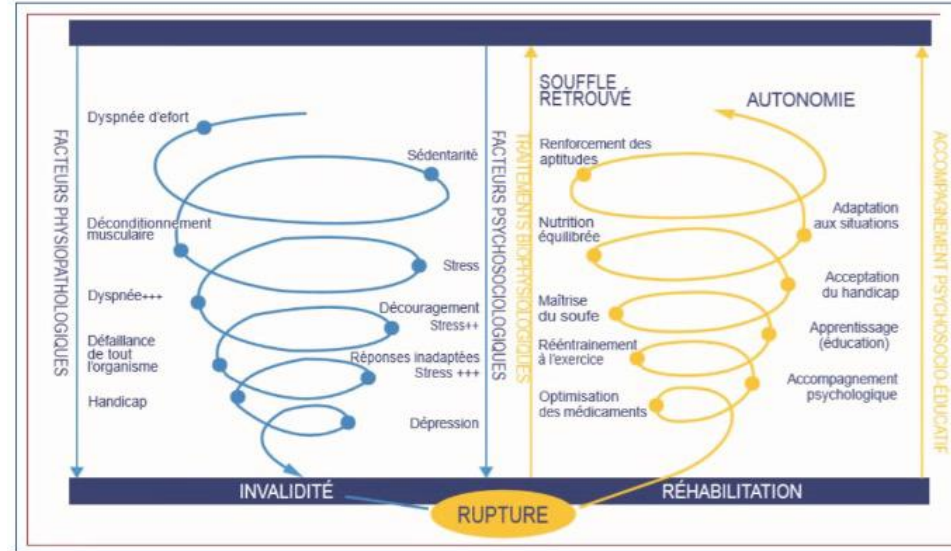 FACTEURS PHYSIOPATHOLOGIQUES
Dyspnée d'efort
Sédentarité
Déconditionnement
musculaire
Stress
Dyspnée+++
Découragement
Stress++
Défaillance
de tout
l'organisme
Réponses inadaptées
Stress +++
Handicap
Dépression
FACTEURS PSYCHOSOCIOLOGIQUES
INVALIDITÉ
RUPTURE
TRAITEMENTS BIOPHYSIOLOGIQUES
SOUFFLE
RETROUVÉ
AUTONOMIE
Renforcement des
aptitudes
Adaptation
aux situations
Nutrition
équilibrée
Acceptation
du handicap
Maîtrise
du soufe
Apprentissage
(éducation)
Rééntrainement
à l'exercice
Accompagnement
psychologique
Optimisation
des médicaments
ACCOMPAGNEMENT PSYCHOSOCIO-ÉDUCATIF
RÉHABILITATION